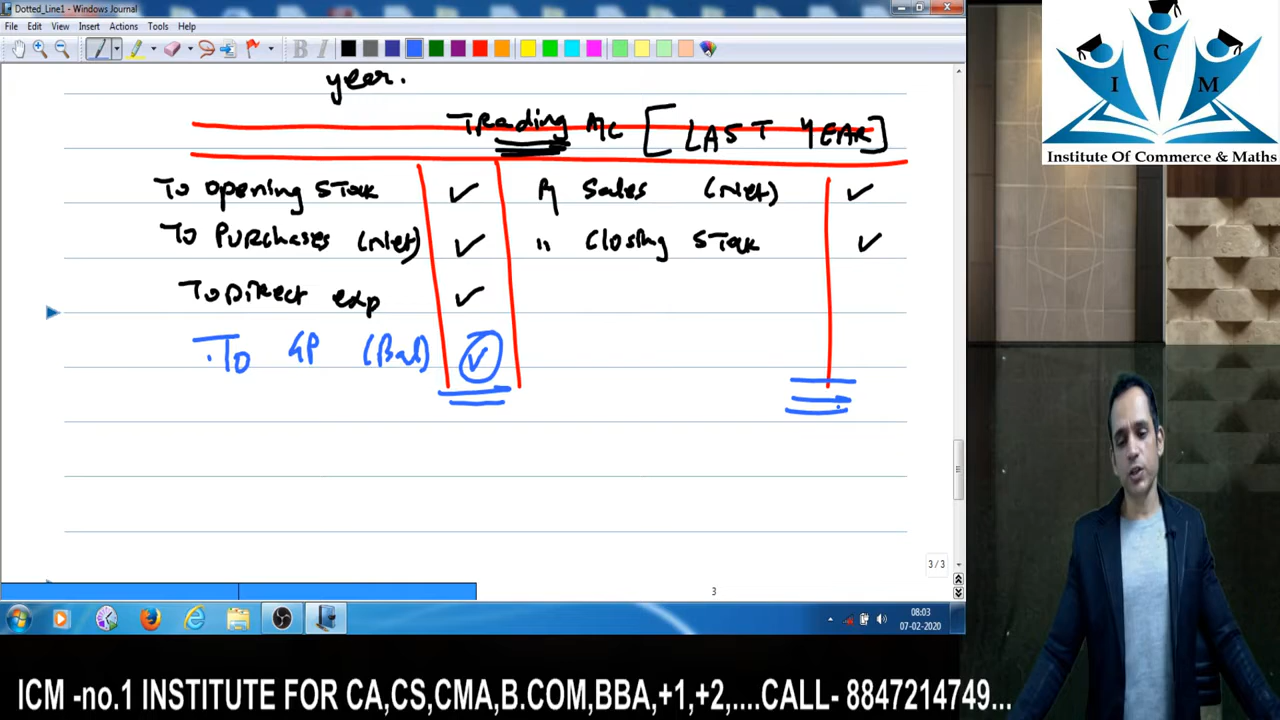 Dotted_Line1 - Windows Journal
File Edit View Insert Actions Tools Help
year.
Trading A/c [LAST YEAR]
To opening stock ✓ By Sales (Net) ✓
To Purchases (Net) ✓ " Closing stock ✓
To Direct exp ✓
To GP (Bal) ✓
3/3
3
08:03
07-02-2020
I C M
Institute Of Commerce & Maths
ICM -no.1 INSTITUTE FOR CA,CS,CMA,B.COM,BBA,+1,+2,....CALL- 8847214749...